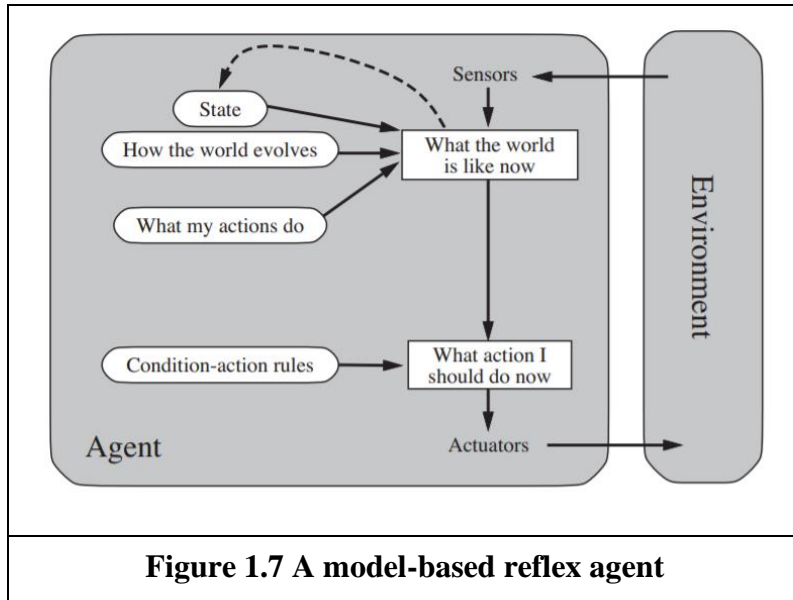 Sensors
State
How the world evolves
What the world
is like now
What my actions do
Condition-action rules
What action I
should do now
Agent
Actuators
Environment
Figure 1.7 A model-based reflex agent